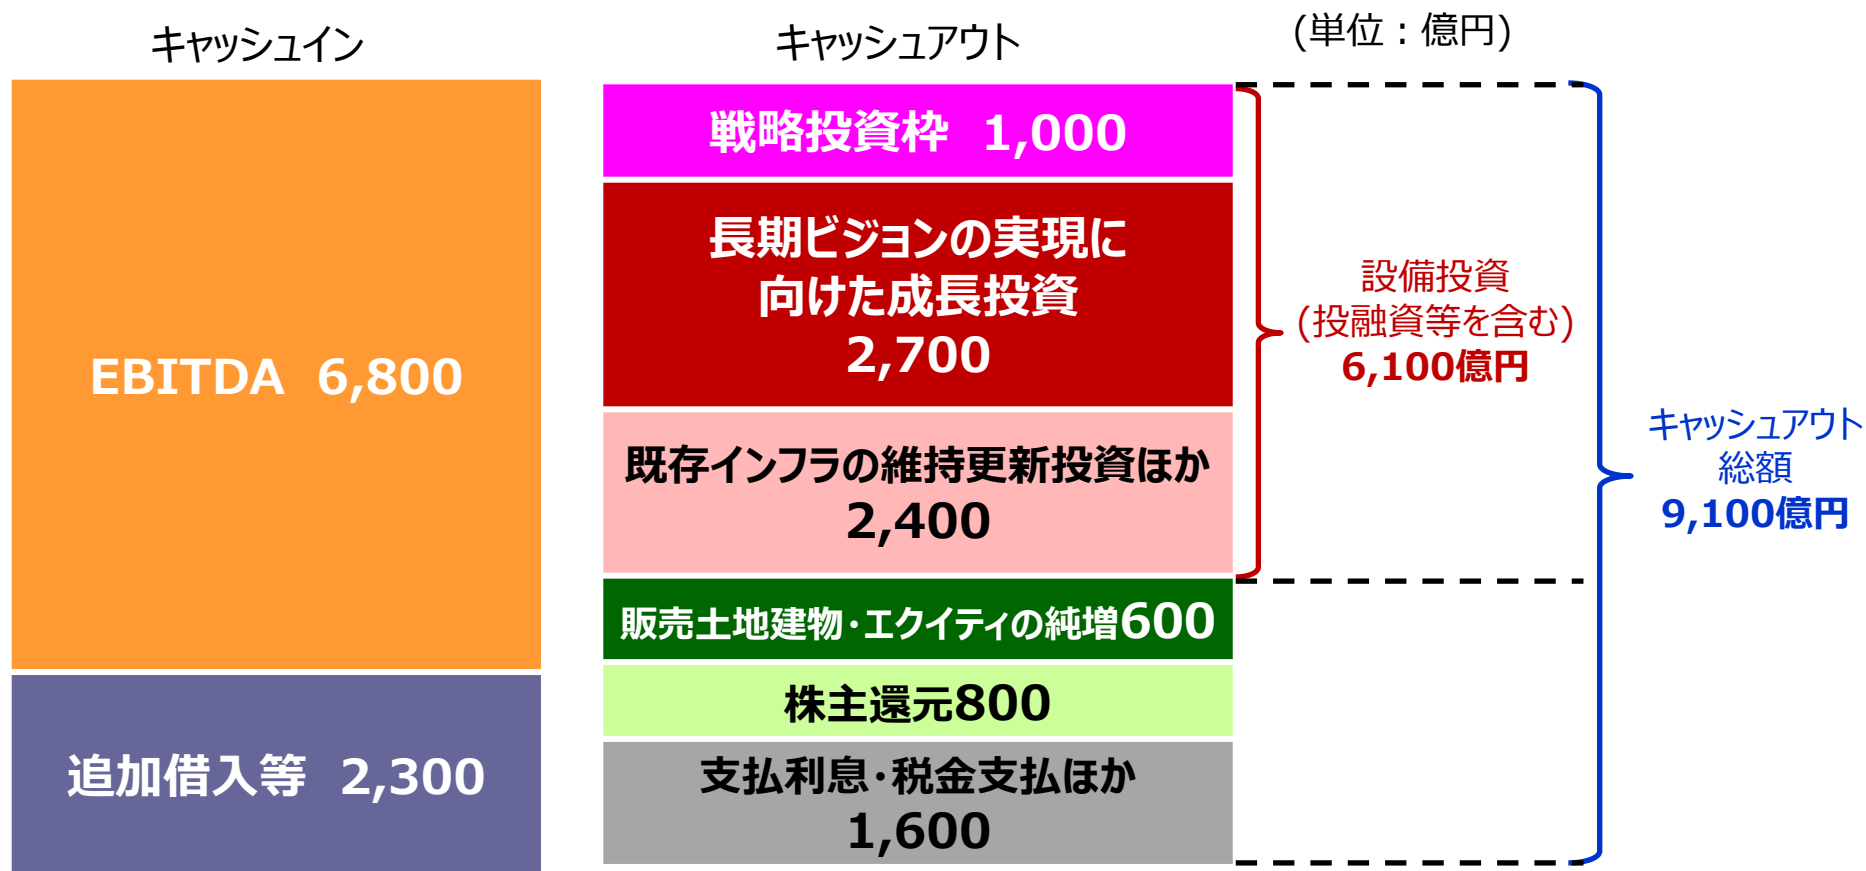 キャッシュイン
キャッシュアウト
(単位：億円)
EBITDA 6,800
追加借入等 2,300
戦略投資枠 1,000
長期ビジョンの実現に
向けた成長投資
2,700
既存インフラの維持更新投資ほか
2,400
販売土地建物・エクイティの純増600
株主還元800
支払利息・税金支払ほか
1,600
設備投資
(投融資等を含む)
6,100億円
キャッシュアウト
総額
9,100億円